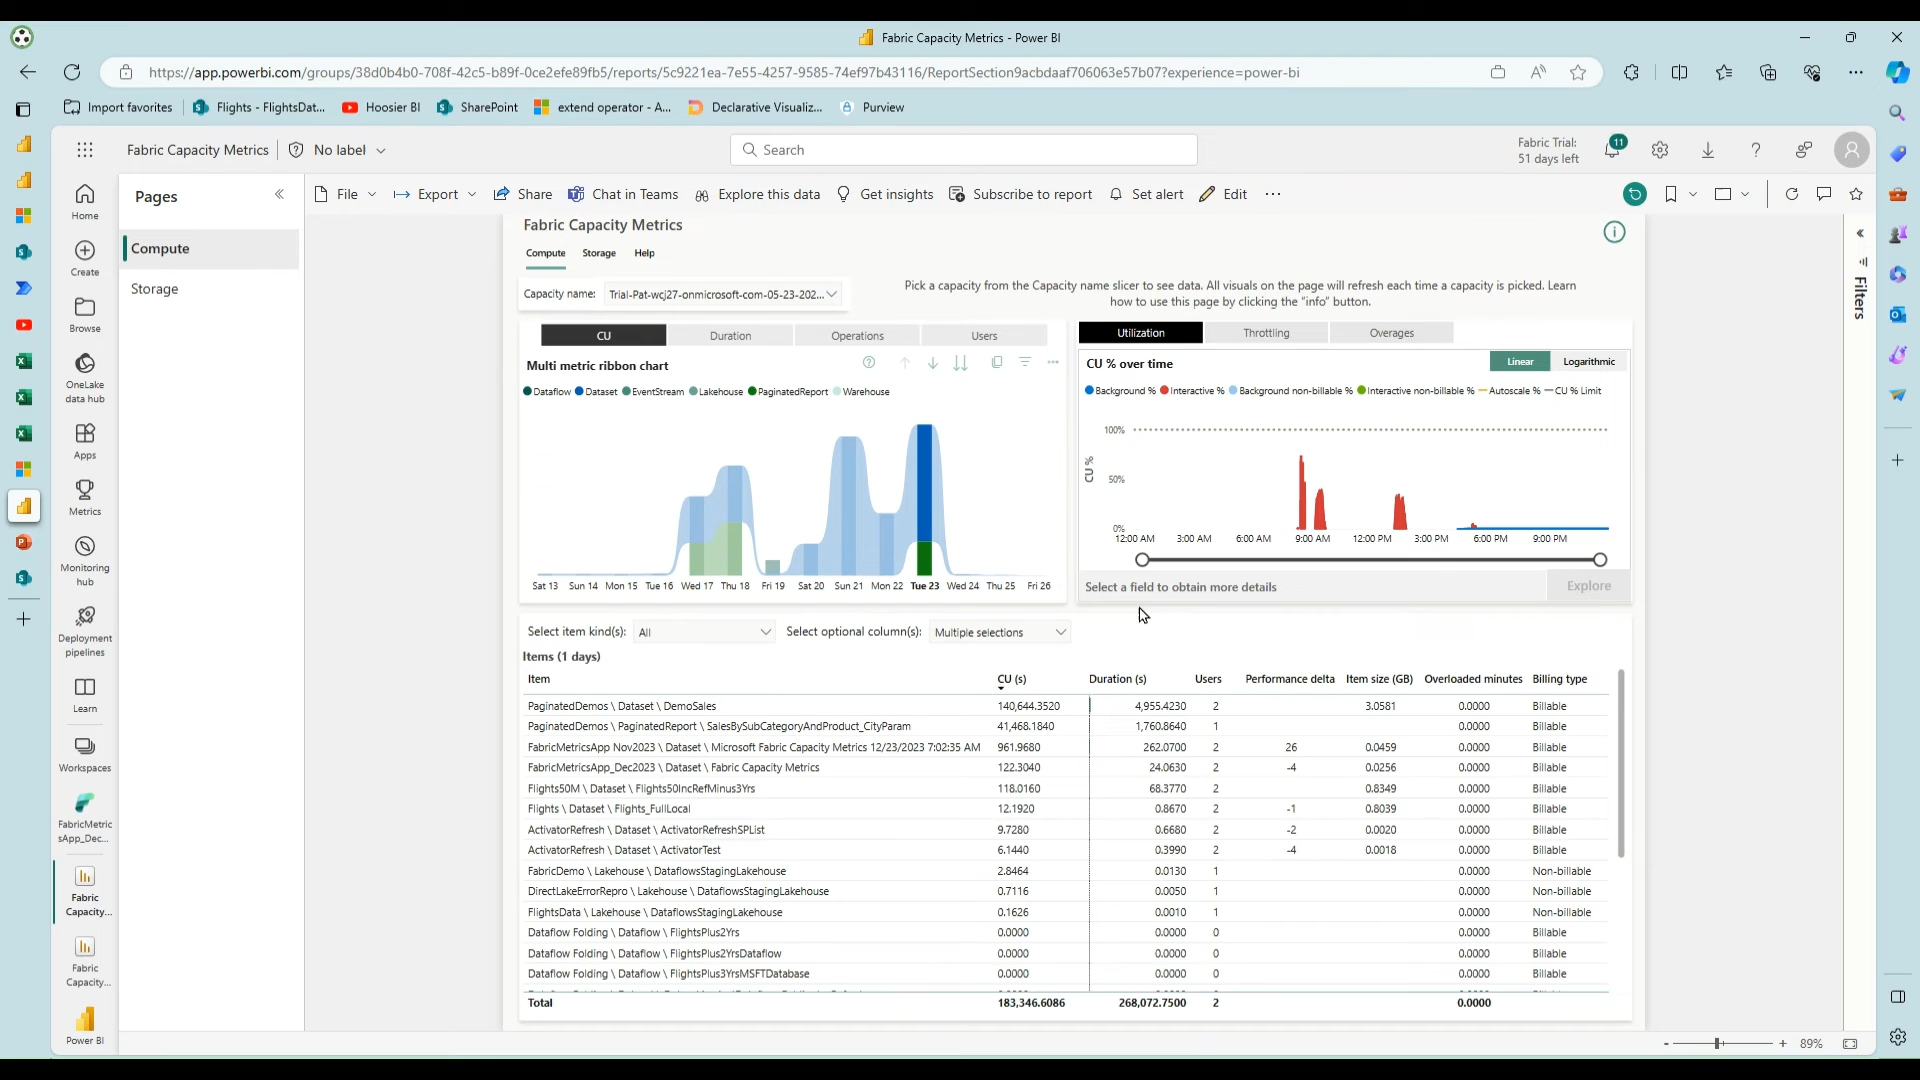 Fabric Capacity Metrics - Power BI
https://app.powerbi.com/groups/38d0b4b0-708f-42c5-b89f-0ce2efe89fb5/reports/5c9221ea-7e55-4257-9585-74ef97b43116/ReportSection9acbdaaf706063e57b07?experience=power-bi
Import favorites
Flights - FlightsDat...
Hoosier BI
SharePoint
extend operator - A...
Declarative Visualiz...
Purview
Fabric Capacity Metrics
No label
Search
Fabric Trial:
51 days left
11
Home
Create
Browse
OneLake
data hub
Apps
Metrics
Monitoring
hub
Deployment
pipelines
Learn
Workspaces
FabricMetric
sApp_Dec...
Fabric
Capacity...
Fabric
Capacity...
Power BI
Pages
Compute
Storage
File
Export
Share
Chat in Teams
Explore this data
Get insights
Subscribe to report
Set alert
Edit
Filters
Fabric Capacity Metrics
Compute Storage Help
Capacity name: Trial-Pat-wcj27-onmicrosoft-com-05-23-202...
Pick a capacity from the Capacity name slicer to see data. All visuals on the page will refresh each time a capacity is picked. Learn
how to use this page by clicking the "info" button.
CU Duration Operations Users
Multi metric ribbon chart
Dataflow Dataset EventStream Lakehouse PaginatedReport Warehouse
Sat 13 Sun 14 Mon 15 Tue 16 Wed 17 Thu 18 Fri 19 Sat 20 Sun 21 Mon 22 Tue 23 Wed 24 Thu 25 Fri 26
Utilization Throttling Overages
CU % over time
Linear Logarithmic
Background % Interactive % Background non-billable % Interactive non-billable % Autoscale % CU % Limit
CU %
100%
50%
0%
12:00 AM 3:00 AM 6:00 AM 9:00 AM 12:00 PM 3:00 PM 6:00 PM 9:00 PM
Select a field to obtain more details
Explore
Select item kind(s): All
Select optional column(s): Multiple selections
Items (1 days)
Item CU (s) Duration (s) Users Performance delta Item size (GB) Overloaded minutes Billing type
PaginatedDemos \ Dataset \ DemoSales 140,644.3520 4,955.4230 2 3.0581 0.0000 Billable
PaginatedDemos \ PaginatedReport \ SalesBySubCategoryAndProduct_CityParam 41,468.1840 1,760.8640 1 0.0000 Billable
FabricMetricsApp Nov2023 \ Dataset \ Microsoft Fabric Capacity Metrics 12/23/2023 7:02:35 AM 961.9680 262.0700 2 26 0.0459 0.0000 Billable
FabricMetricsApp_Dec2023 \ Dataset \ Fabric Capacity Metrics 122.3040 24.0630 2 -4 0.0256 0.0000 Billable
Flights50M \ Dataset \ Flights50IncRefMinus3Yrs 118.0160 68.3770 2 0.8349 0.0000 Billable
Flights \ Dataset \ Flights_FullLocal 12.1920 0.8670 2 -1 0.8039 0.0000 Billable
ActivatorRefresh \ Dataset \ ActivatorRefreshSPList 9.7280 0.6680 2 -2 0.0020 0.0000 Billable
ActivatorRefresh \ Dataset \ ActivatorTest 6.1440 0.3990 2 -4 0.0018 0.0000 Billable
FabricDemo \ Lakehouse \ DataflowsStagingLakehouse 2.8464 0.0130 1 0.0000 Non-billable
DirectLakeErrorRepro \ Lakehouse \ DataflowsStagingLakehouse 0.7116 0.0050 1 0.0000 Non-billable
FlightsData \ Lakehouse \ DataflowsStagingLakehouse 0.1626 0.0010 1 0.0000 Non-billable
Dataflow Folding \ Dataflow \ FlightsPlus2Yrs 0.0000 0.0000 0 0.0000 Billable
Dataflow Folding \ Dataflow \ FlightsPlus2YrsDataflow 0.0000 0.0000 0 0.0000 Billable
Dataflow Folding \ Dataflow \ FlightsPlus3YrsMSFTDatabase 0.0000 0.0000 0 0.0000 Billable
Total 183,346.6086 268,072.7500 2 0.0000
89%